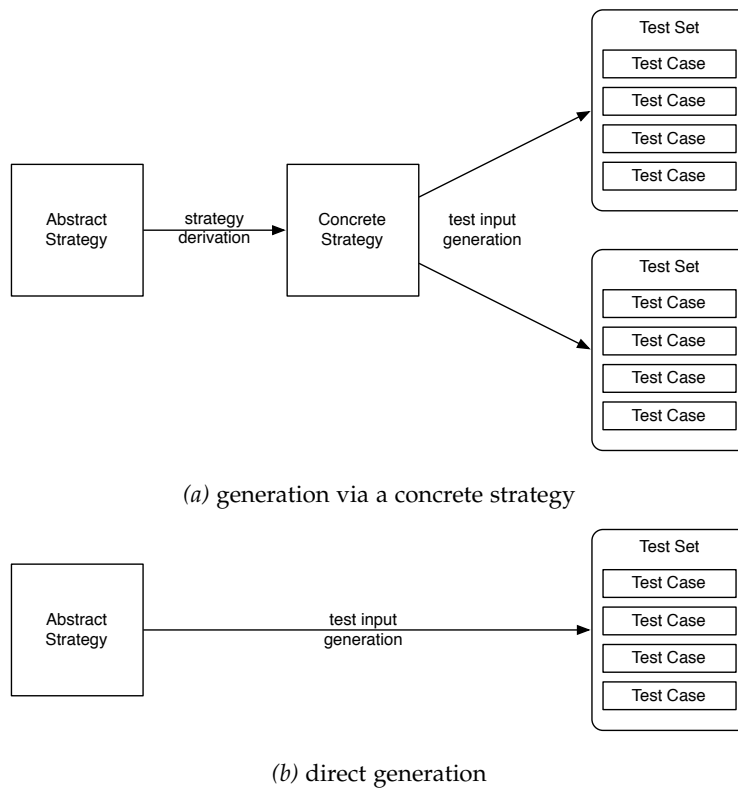 Test Set
Test Case
Test Case
Test Case
Test Case
Abstract
Strategy
strategy
derivation
Concrete
Strategy
test input
generation
Test Set
Test Case
Test Case
Test Case
Test Case
(a) generation via a concrete strategy
Abstract
Strategy
test input
generation
Test Set
Test Case
Test Case
Test Case
Test Case
(b) direct generation